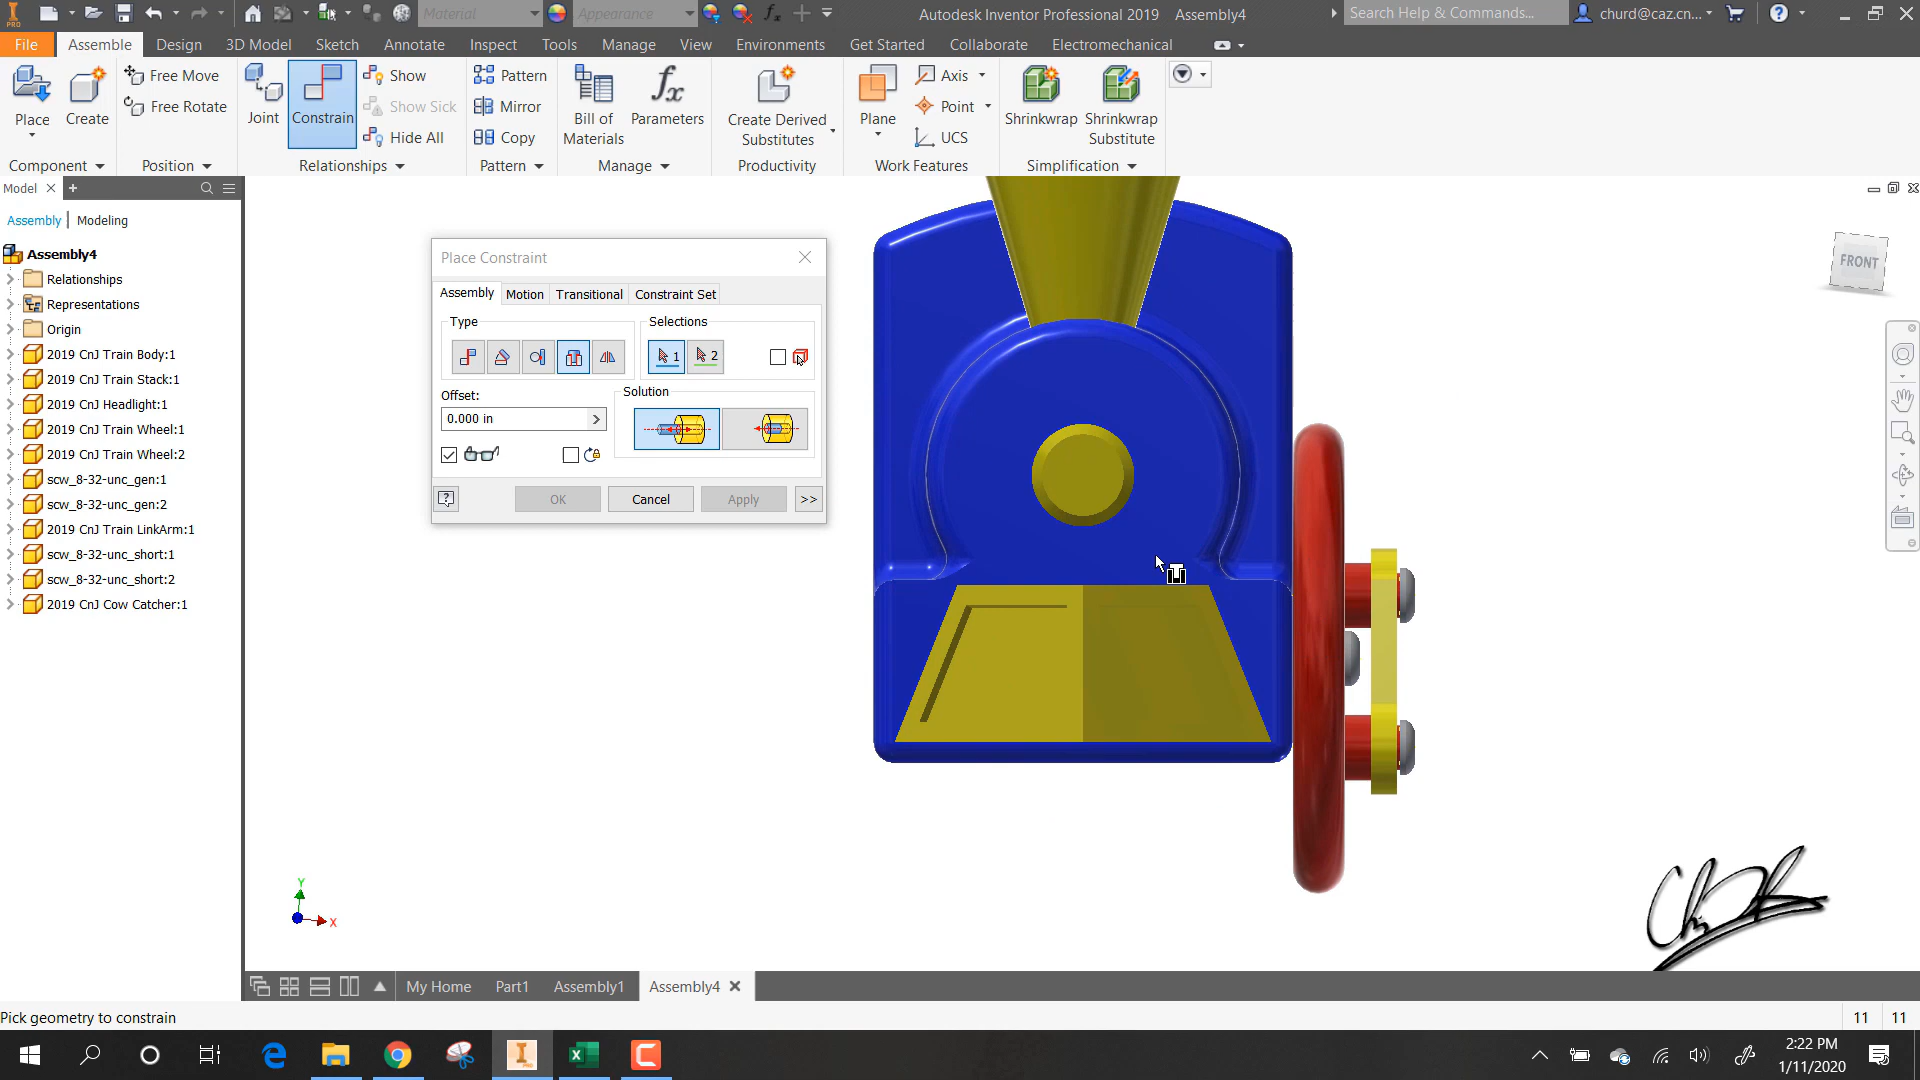 Material
Appearance
Autodesk Inventor Professional 2019 Assembly4
Search Help & Commands...
churd@caz.cn...
PRO
File Assemble Design 3D Model Sketch Annotate Inspect Tools Manage View Environments Get Started Collaborate Electromechanical
Place
Create
Free Move
Free Rotate
Component
Position
Joint
Constrain
Show
Show Sick
Hide All
Relationships
Pattern
Mirror
Copy
Pattern
Bill of
Materials
Parameters
Manage
Create Derived
Substitutes
Productivity
Plane
Axis
Point
UCS
Work Features
Shrinkwrap
Shrinkwrap
Substitute
Simplification
Model
Assembly Modeling
Assembly4
Relationships
Representations
Origin
2019 CnJ Train Body:1
2019 CnJ Train Stack:1
2019 CnJ Headlight:1
2019 CnJ Train Wheel:1
2019 CnJ Train Wheel:2
scw_8-32-unc_gen:1
scw_8-32-unc_gen:2
2019 CnJ Train LinkArm:1
scw_8-32-unc_short:1
scw_8-32-unc_short:2
2019 CnJ Cow Catcher:1
Place Constraint
Assembly Motion Transitional Constraint Set
Type
Selections
1
2
Offset:
0.000 in
Solution
OK
Cancel
Apply
>>
FRONT
Y
X
My Home Part1 Assembly1 Assembly4
Pick geometry to constrain
11 11
2:22 PM
1/11/2020